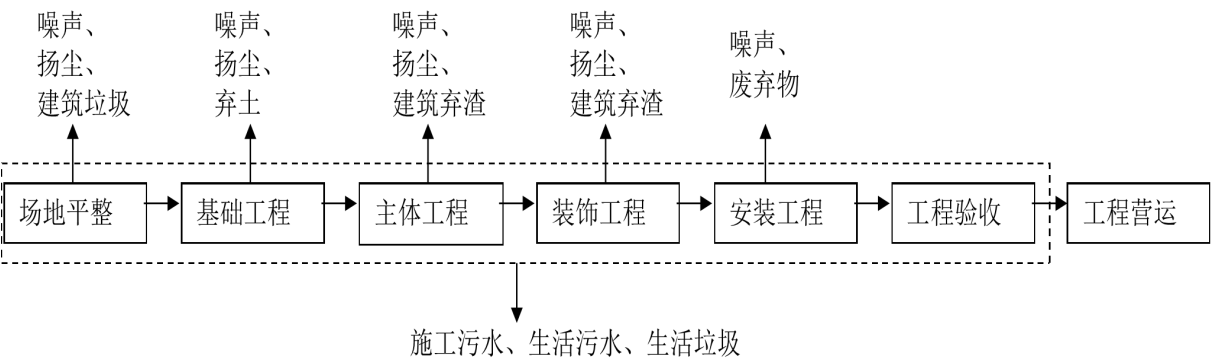 噪声、
扬尘、
建筑垃圾
噪声、
扬尘、
弃土
噪声、
扬尘、
建筑弃渣
噪声、
扬尘、
建筑弃渣
噪声、
废弃物
场地平整
基础工程
主体工程
装饰工程
安装工程
工程验收
工程营运
施工污水、生活污水、生活垃圾